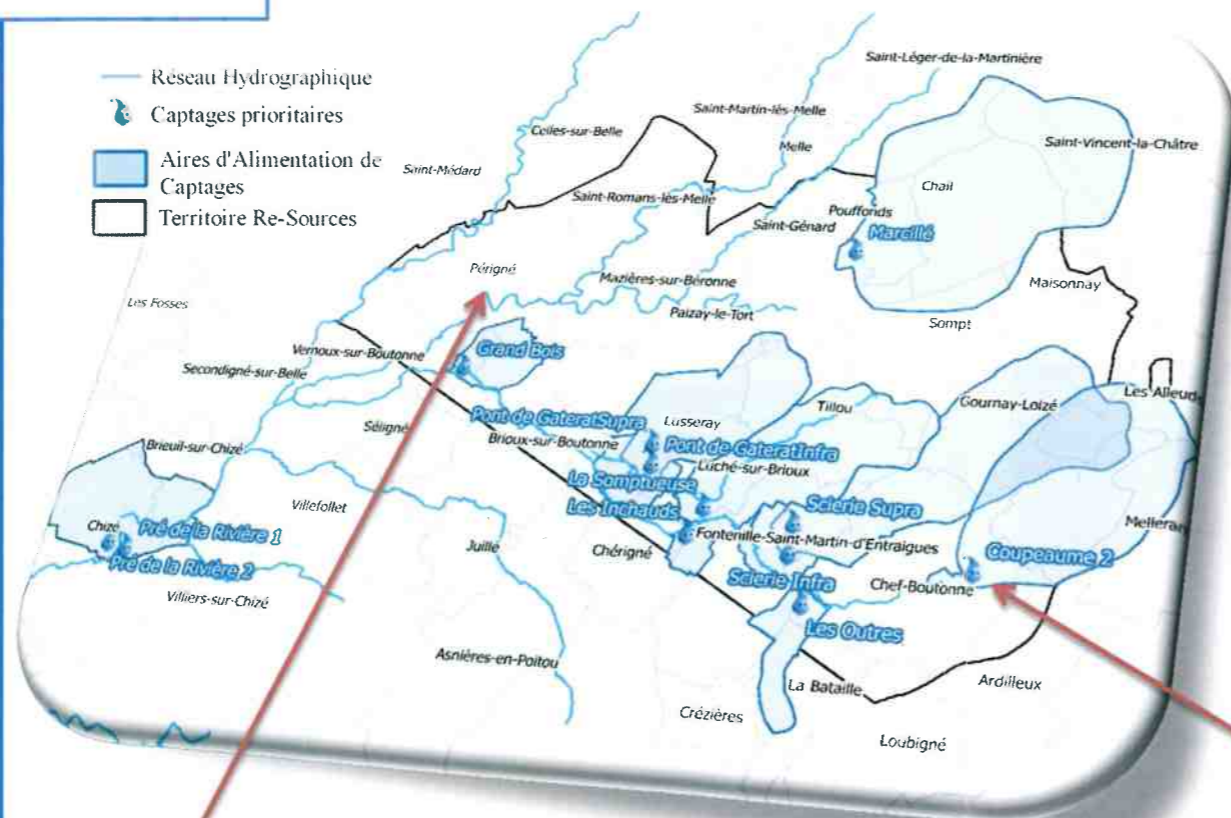 Réseau Hydrographique
Captages prioritaires
Aires d'Alimentation de
Captages
Territoire Re-Sources
Saint-Léger-de-la-Martinière
Saint-Martin-lès-Melle
Celles-sur-Belle
Melle
Saint-Vincent-la-Châtre
Saint-Médard
Chail
Saint-Romans-lès-Melle
Pouffonds
Saint-Génard
Marcillé
Périgné
Mazières-sur-Béronne
Maisonnay
Les Fosses
Paizay-le-Tort
Sompt
Vernoux-sur-Boutonne
Grand Bois
Secondigné-sur-Belle
Les Alleuds
Gournay-Loizé
Tillou
Lusseray
Pont de GateratSupra
Séligné
Brioux-sur-Boutonne
Pont de GateratInfra
Brieuil-sur-Chizé
Luché-sur-Brioux
La Somptueuse
Villefollet
Les Inchauds
Scierie Supra
Melleran
Chizé
Pré de la Rivière 1
Fontenille-Saint-Martin-d'Entraigues
Juillé
Chérigné
Coupeaume 2
Pré de la Rivière 2
Scierie Infra
Chef-Boutonne
Villiers-sur-Chizé
Les Outres
Asnières-en-Poitou
La Bataille
Ardilleux
Crézières
Loubigné